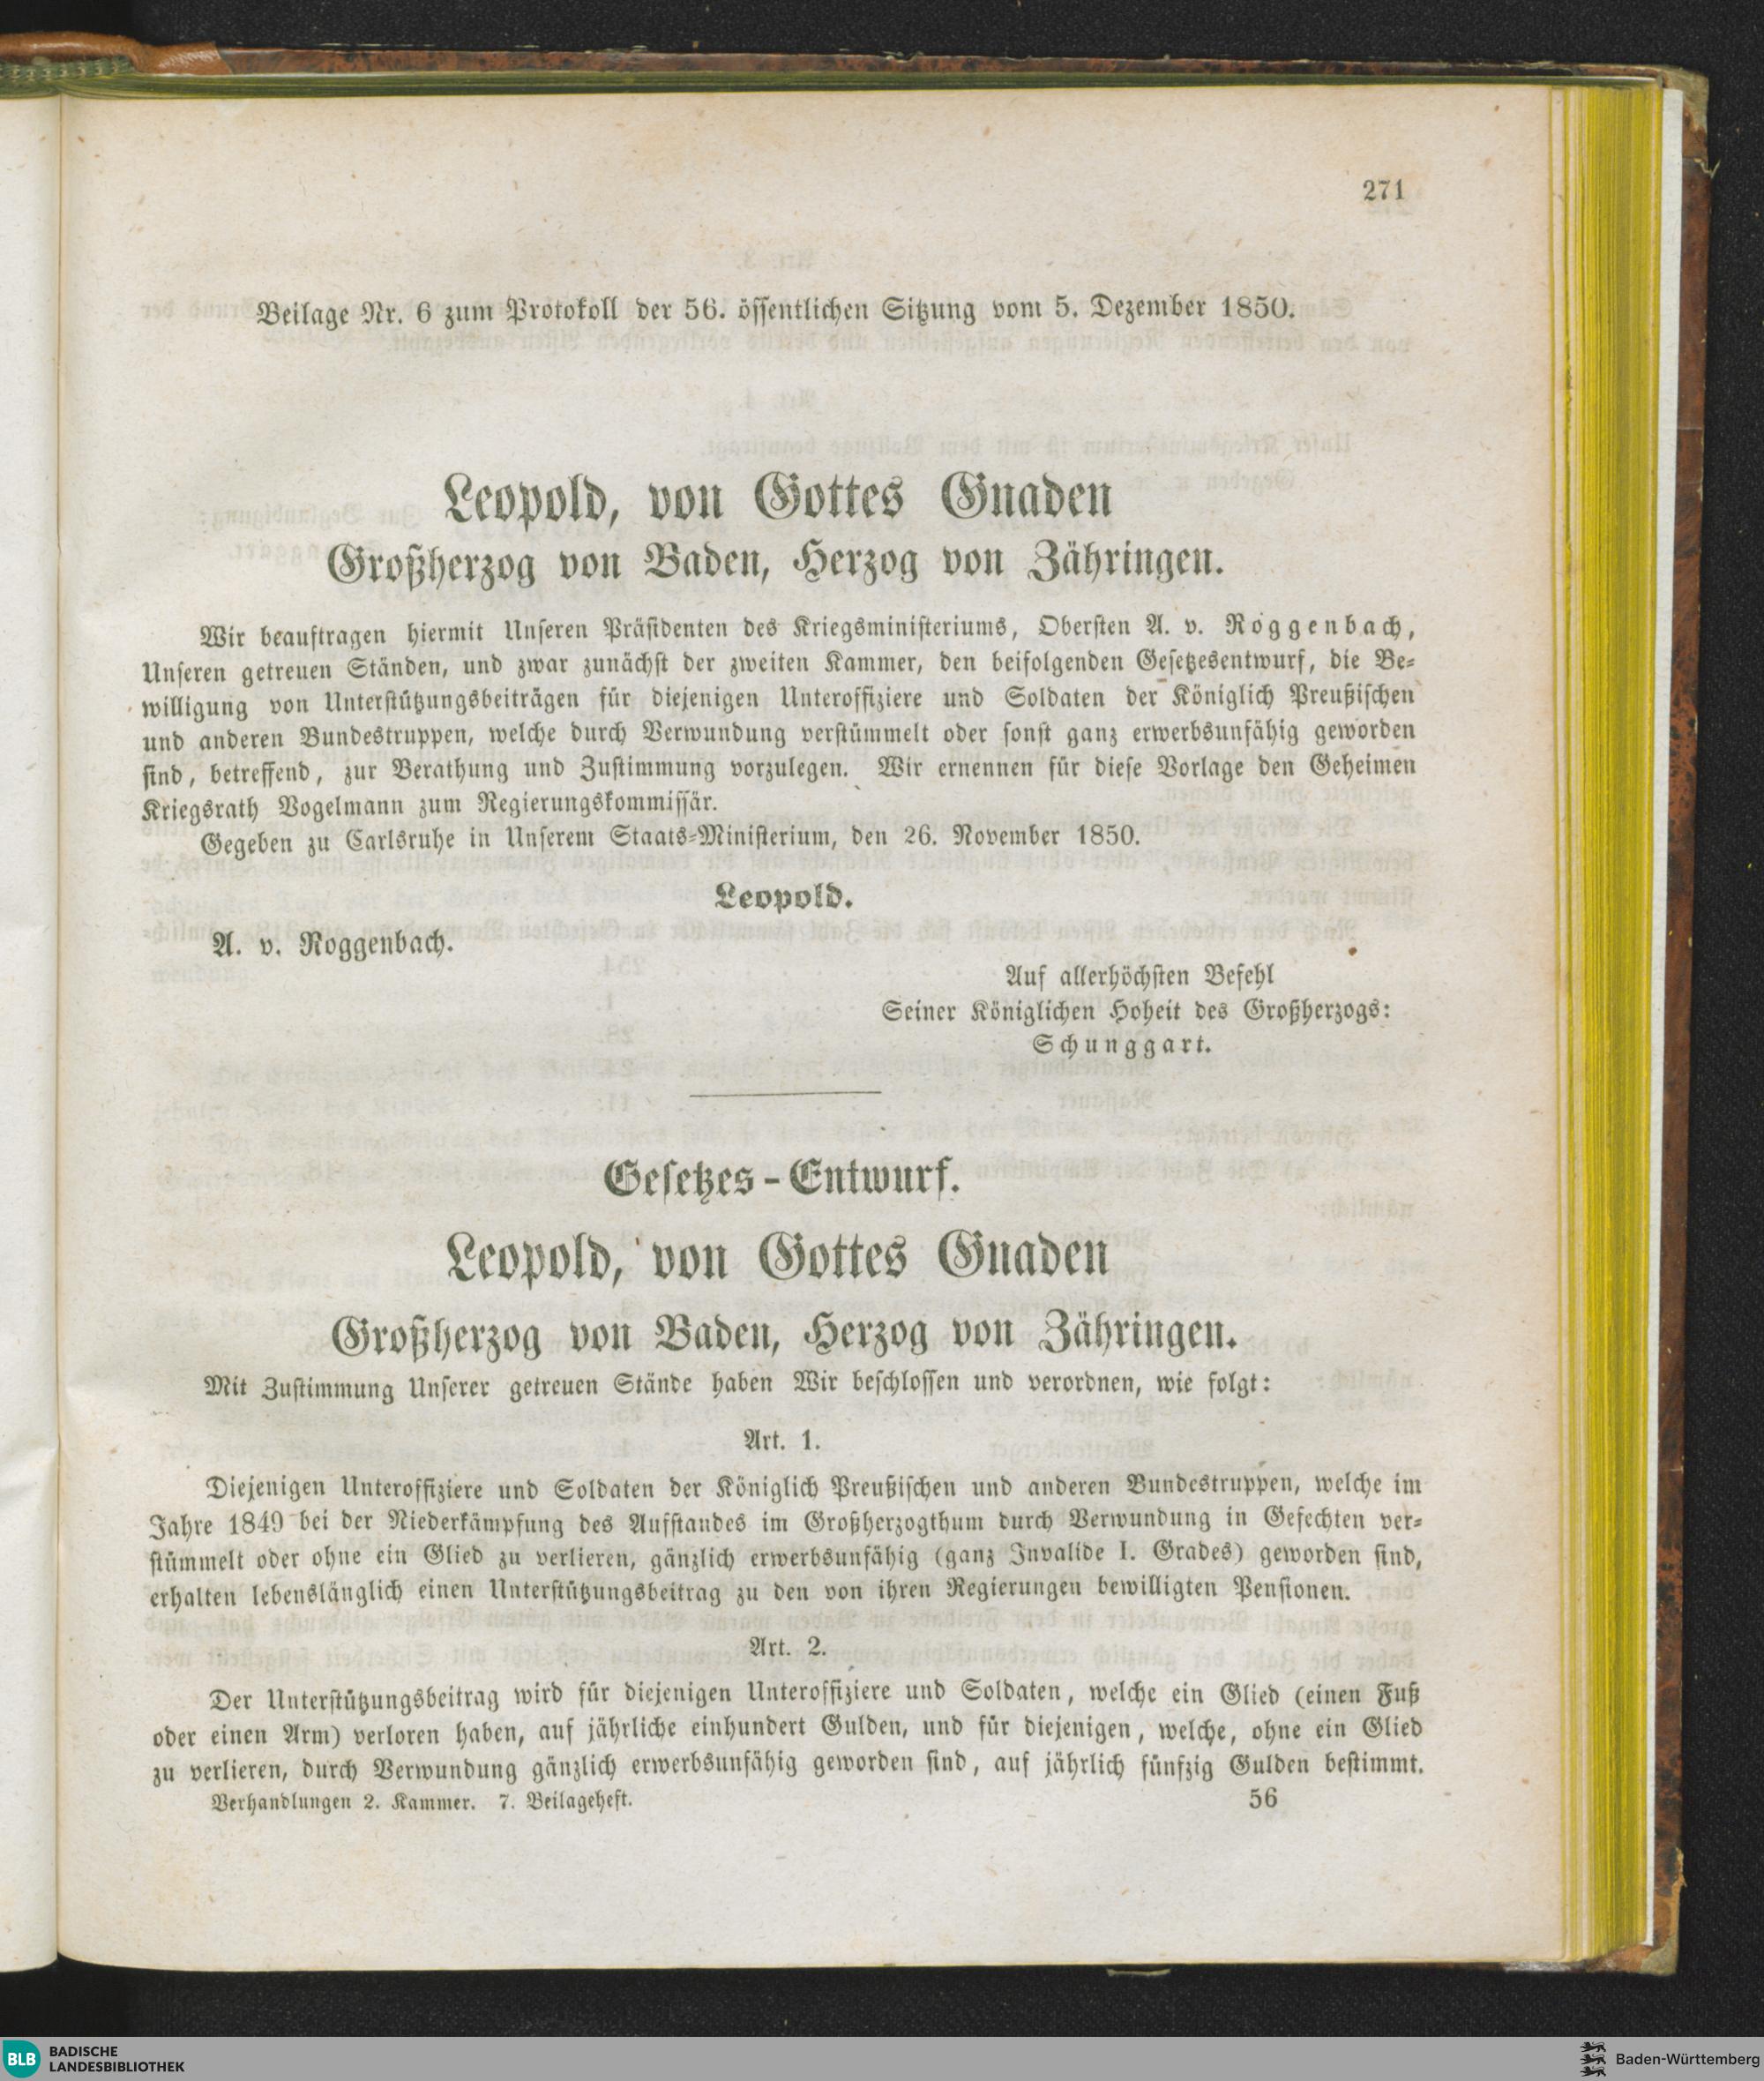 271
Beilage Nr. 6 zum Protokoll der 56. öffentlichen Sitzung vom 5. Dezember 1850.
Leopold, von Gottes Gnaden
Großherzog von Baden, Herzog von Zähringen.
Wir beauftragen hiermit Unseren Präsidenten des Kriegsministeriums, Obersten A. v. Roggenbach,
Unseren getreuen Ständen, und zwar zunächst der zweiten Kammer, den beifolgenden Gesetzesentwurf, die Be-
willigung von Unterstützungsbeiträgen für diejenigen Unteroffiziere und Soldaten der Königlich Preußischen
und anderen Bundestruppen, welche durch Verwundung verstümmelt oder sonst ganz erwerbsunfähig geworden
sind, betreffend, zur Berathung und Zustimmung vorzulegen. Wir ernennen für diese Vorlage den Geheimen
Kriegsrath Vogelmann zum Regierungskommissär.
Gegeben zu Carlsruhe in Unserem Staats-Ministerium, den 26. November 1850.
Leopold.
A. v. Roggenbach.
Auf allerhöchsten Befehl
Seiner Königlichen Hoheit des Großherzogs:
Schunggart.
Gesetzes-Entwurf.
Leopold, von Gottes Gnaden
Großherzog von Baden, Herzog von Zähringen.
Mit Zustimmung Unserer getreuen Stände haben Wir beschlossen und verordnen, wie folgt:
Art. 1.
Diejenigen Unteroffiziere und Soldaten der Königlich Preußischen und anderen Bundestruppen, welche im
Jahre 1849 bei der Niederkämpfung des Aufstandes im Großherzogthum durch Verwundung in Gefechten ver-
stümmelt oder ohne ein Glied zu verlieren, gänzlich erwerbsunfähig (ganz Invalide I. Grades) geworden sind,
erhalten lebenslänglich einen Unterstützungsbeitrag zu den von ihren Regierungen bewilligten Pensionen.
Art. 2.
Der Unterstützungsbeitrag wird für diejenigen Unteroffiziere und Soldaten, welche ein Glied (einen Fuß
oder einen Arm) verloren haben, auf jährliche einhundert Gulden, und für diejenigen, welche, ohne ein Glied
zu verlieren, durch Verwundung gänzlich erwerbsunfähig geworden sind, auf jährlich fünfzig Gulden bestimmt.
Verhandlungen 2. Kammer. 7. Beilageheft. 56
BLB BADISCHE
LANDESBIBLIOTHEK
Baden-Württemberg